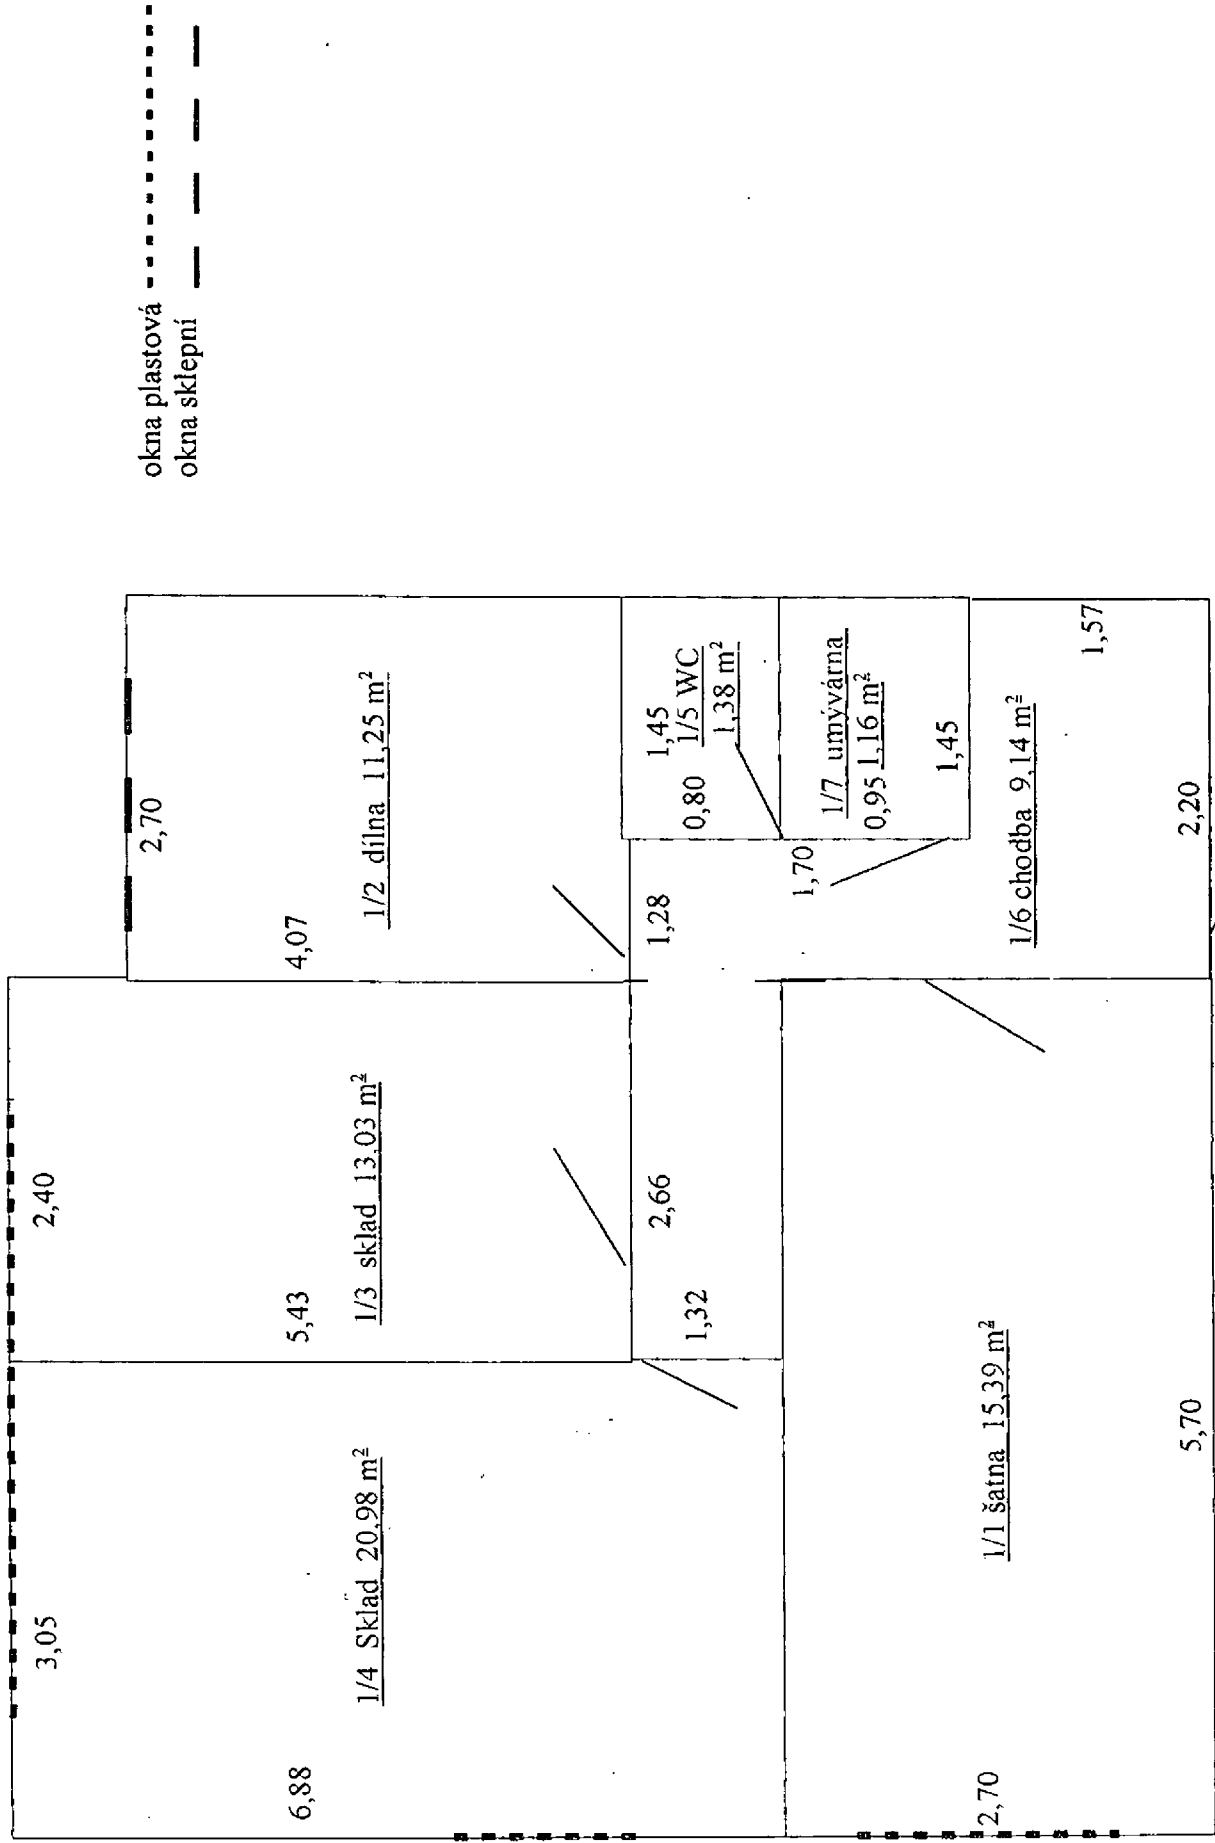 3,05
2,40
2,70
okna plastová
okna sklepní
6,88
5,43
4,07
1/4 Sklad 20,98 m²
1/3 sklad 13,03 m²
1/2 dílna 11,25 m²
2,66
1,28
1,45
1,32
0,80
1/5 WC
1,38 m²
1,70
1/7 umývárna
0,95 1,16 m²
1,45
2,70
1/1 šatna 15,39 m²
1/6 chodba 9,14 m²
1,57
5,70
2,20